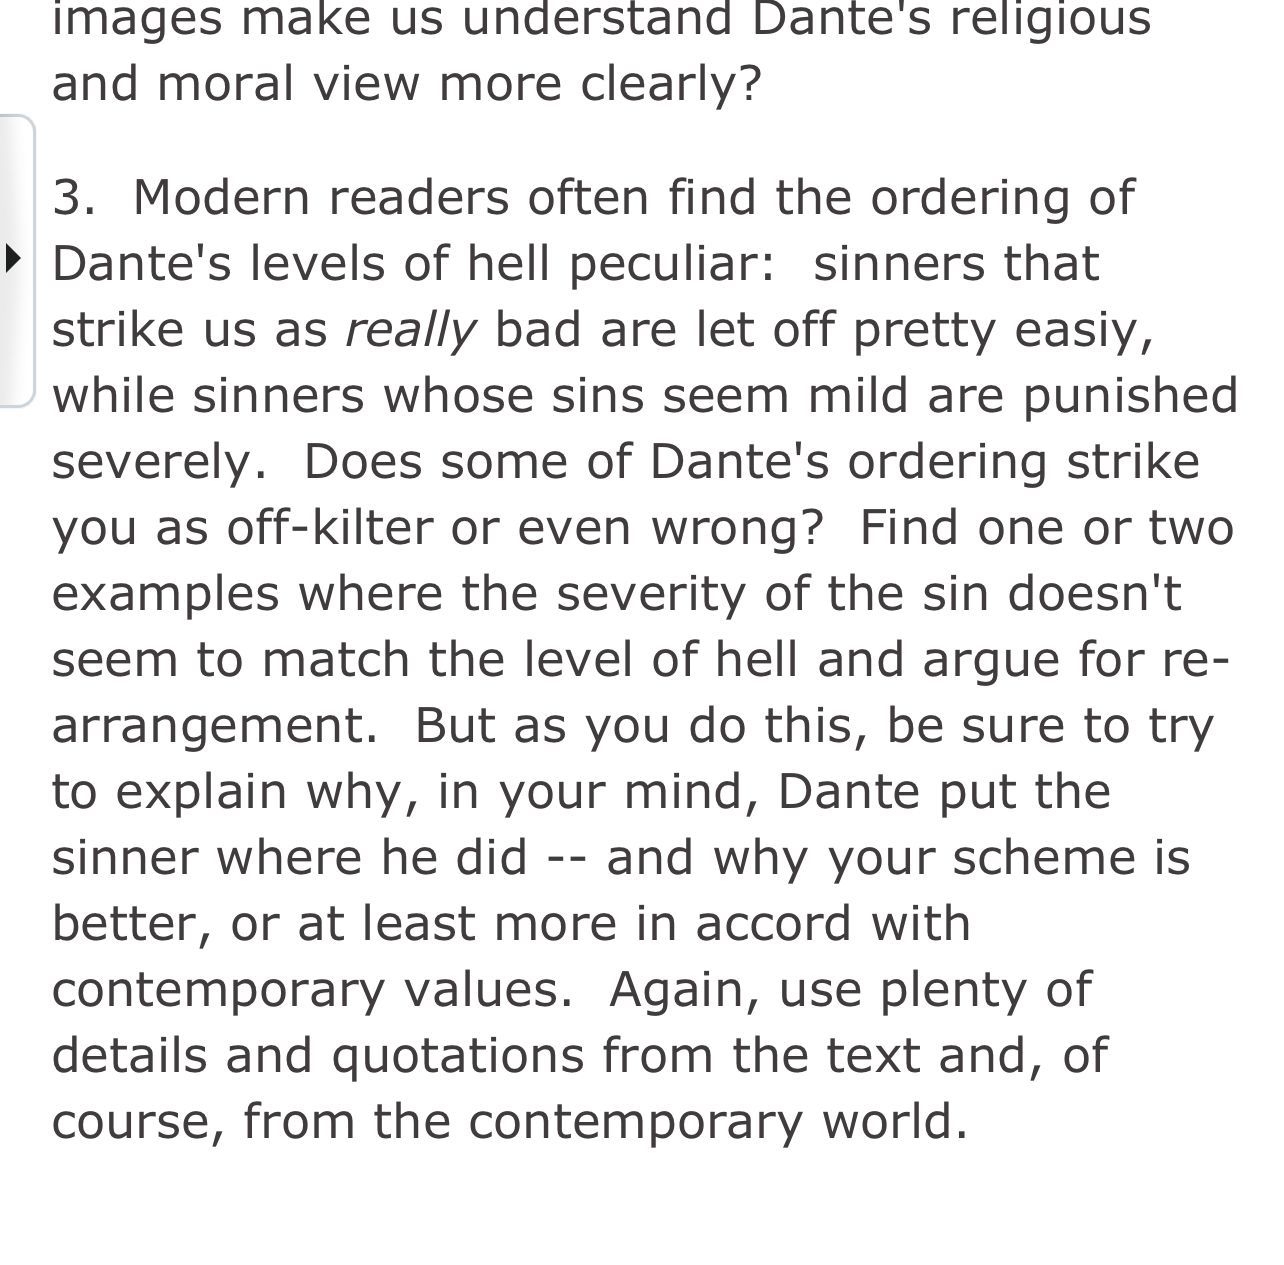 images make us understand Dante's religious
and moral view more clearly?
3.  Modern readers often find the ordering of
Dante's levels of hell peculiar:  sinners that
strike us as really bad are let off pretty easiy,
while sinners whose sins seem mild are punished
severely.  Does some of Dante's ordering strike
you as off-kilter or even wrong?  Find one or two
examples where the severity of the sin doesn't
seem to match the level of hell and argue for re-
arrangement.  But as you do this, be sure to try
to explain why, in your mind, Dante put the
sinner where he did -- and why your scheme is
better, or at least more in accord with
contemporary values.  Again, use plenty of
details and quotations from the text and, of
course, from the contemporary world.